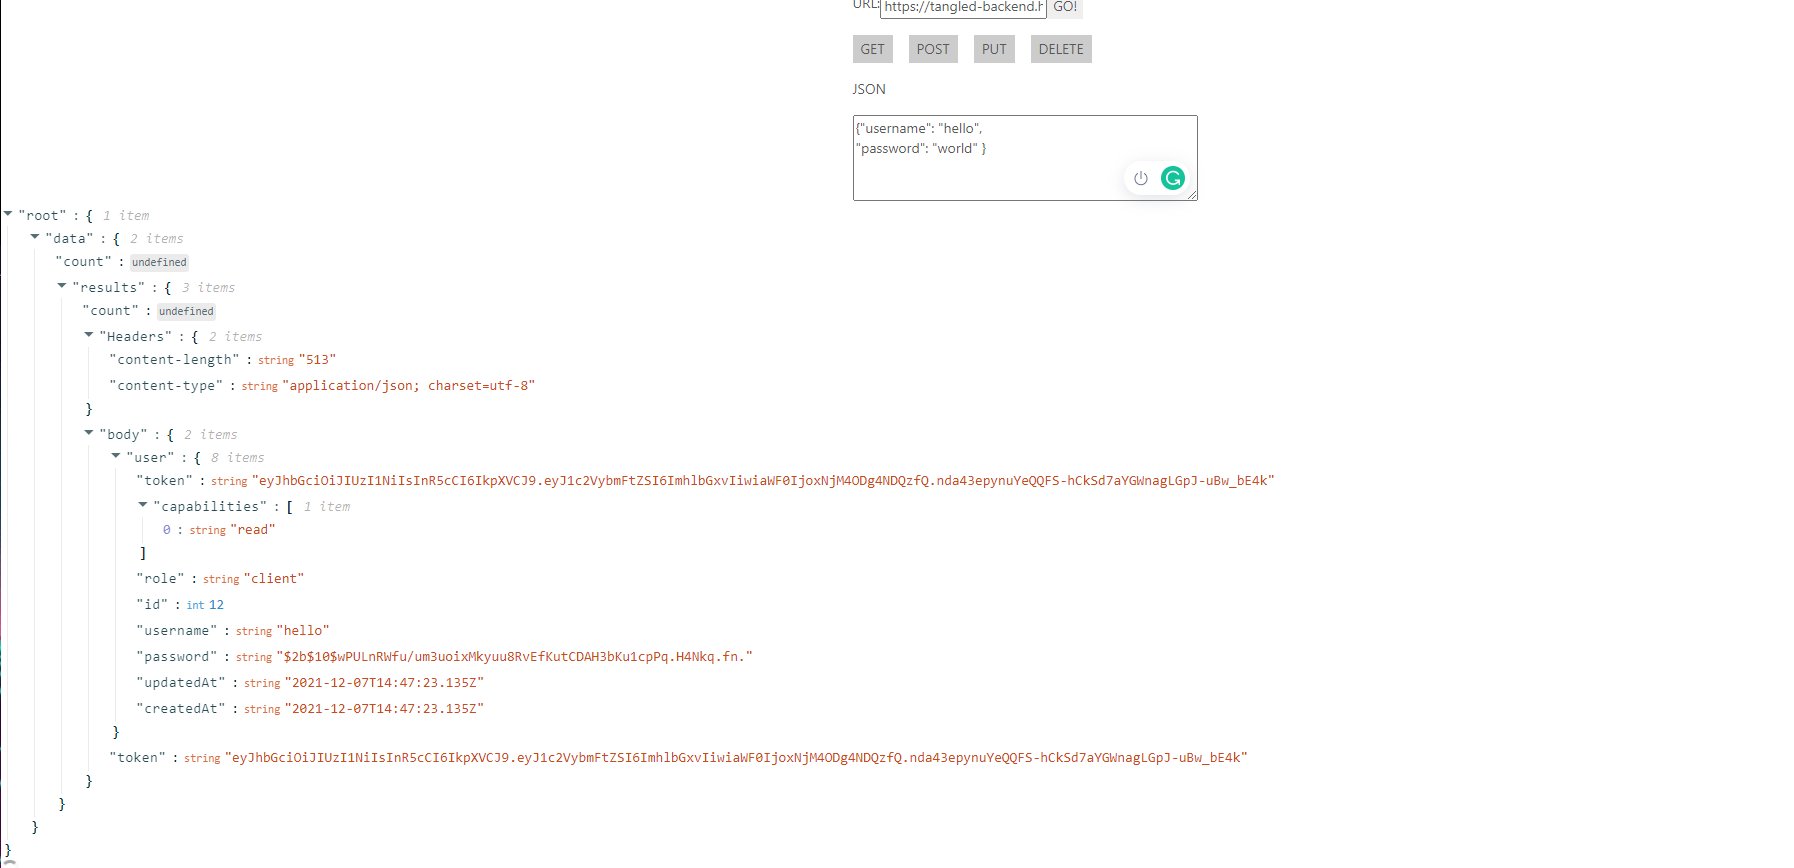 URL: https://tangled-backend.h GO!
GET POST PUT DELETE
JSON
{"username": "hello",
"password": "world" }
"root" : { 1 item
"data" : { 2 items
"count" : undefined
"results" : { 3 items
"count" : undefined
"Headers" : { 2 items
"content-length" : string "513"
"content-type" : string "application/json; charset=utf-8"
}
"body" : { 2 items
"user" : { 8 items
"token" : string "eyJhbGciOiJIUzI1NiIsInR5cCI6IkpXVCJ9.eyJ1c2VybmFtZSI6ImhlbGxvIiwiaWF0IjoxNjM4ODg4NDQzfQ.nda43epynuYeQQFS-hCkSd7aYGWnagLGpJ-uBw_bE4k"
"capabilities" : [ 1 item
0 : string "read"
]
"role" : string "client"
"id" : int 12
"username" : string "hello"
"password" : string "$2b$10$wPULnRWfu/um3uoixMkyuu8RvEfKutCDAH3bKu1cpPq.H4Nkq.fn."
"updatedAt" : string "2021-12-07T14:47:23.135Z"
"createdAt" : string "2021-12-07T14:47:23.135Z"
}
"token" : string "eyJhbGciOiJIUzI1NiIsInR5cCI6IkpXVCJ9.eyJ1c2VybmFtZSI6ImhlbGxvIiwiaWF0IjoxNjM4ODg4NDQzfQ.nda43epynuYeQQFS-hCkSd7aYGWnagLGpJ-uBw_bE4k"
}
}
}
}